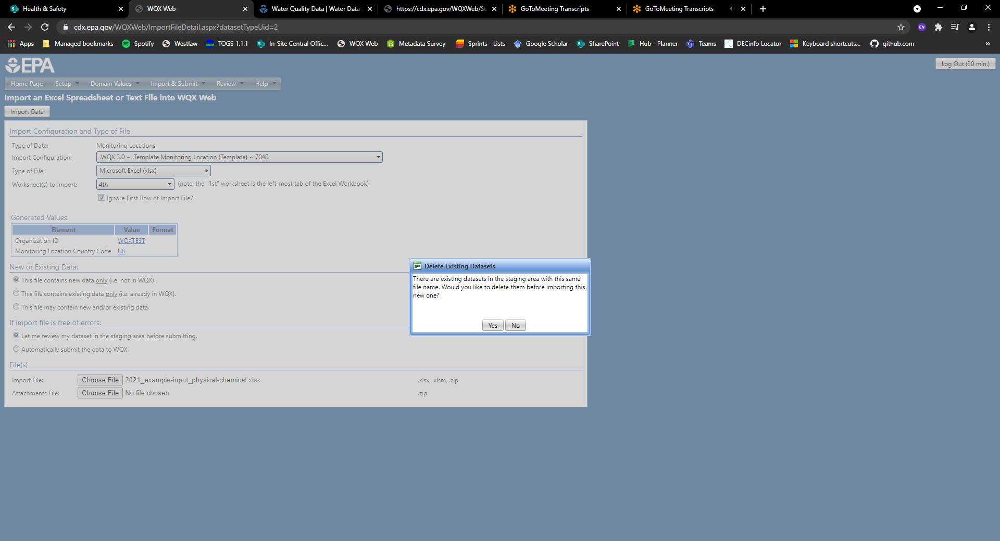 Health & Safety
WQX Web
Water Quality Data | Water Data
https://cdx.epa.gov/WQXWeb/St
GoToMeeting Transcripts
GoToMeeting Transcripts
cdx.epa.gov/WQXWeb/ImportFileDetail.aspx?datasetTypeUid=2
EN
Apps
Managed bookmarks
Spotify
Westlaw
TOGS 1.1.1
In-Site Central Offic...
WQX Web
Metadata Survey
Sprints - Lists
Google Scholar
SharePoint
Hub - Planner
Teams
DECinfo Locator
Keyboard shortcuts...
github.com
»
EPA
Log Out (30 min.)
Home Page
Setup
Domain Values
Import & Submit
Review
Help
Import an Excel Spreadsheet or Text File into WQX Web
Import Data
Import Configuration and Type of File
Type of Data: Monitoring Locations
Import Configuration: .WQX 3.0 ~ .Template Monitoring Location (Template) ~ 7040
Type of File: Microsoft Excel (xlsx)
Worksheet(s) to Import: 4th (note: the "1st" worksheet is the left-most tab of the Excel Workbook)
Ignore First Row of Import File?
Generated Values
Element Value Format
Organization ID WQXTEST
Monitoring Location Country Code US
New or Existing Data:
This file contains new data only (i.e. not in WQX).
This file contains existing data only (i.e. already in WQX).
This file may contain new and/or existing data.
If import file is free of errors:
Let me review my dataset in the staging area before submitting.
Automatically submit the data to WQX.
File(s)
Import File: Choose File 2021_example-input_physical-chemical.xlsx .xlsx, .xlsm, .zip
Attachments File: Choose File No file chosen .zip
Delete Existing Datasets
There are existing datasets in the staging area with this same
file name. Would you like to delete them before importing this
new one?
Yes No